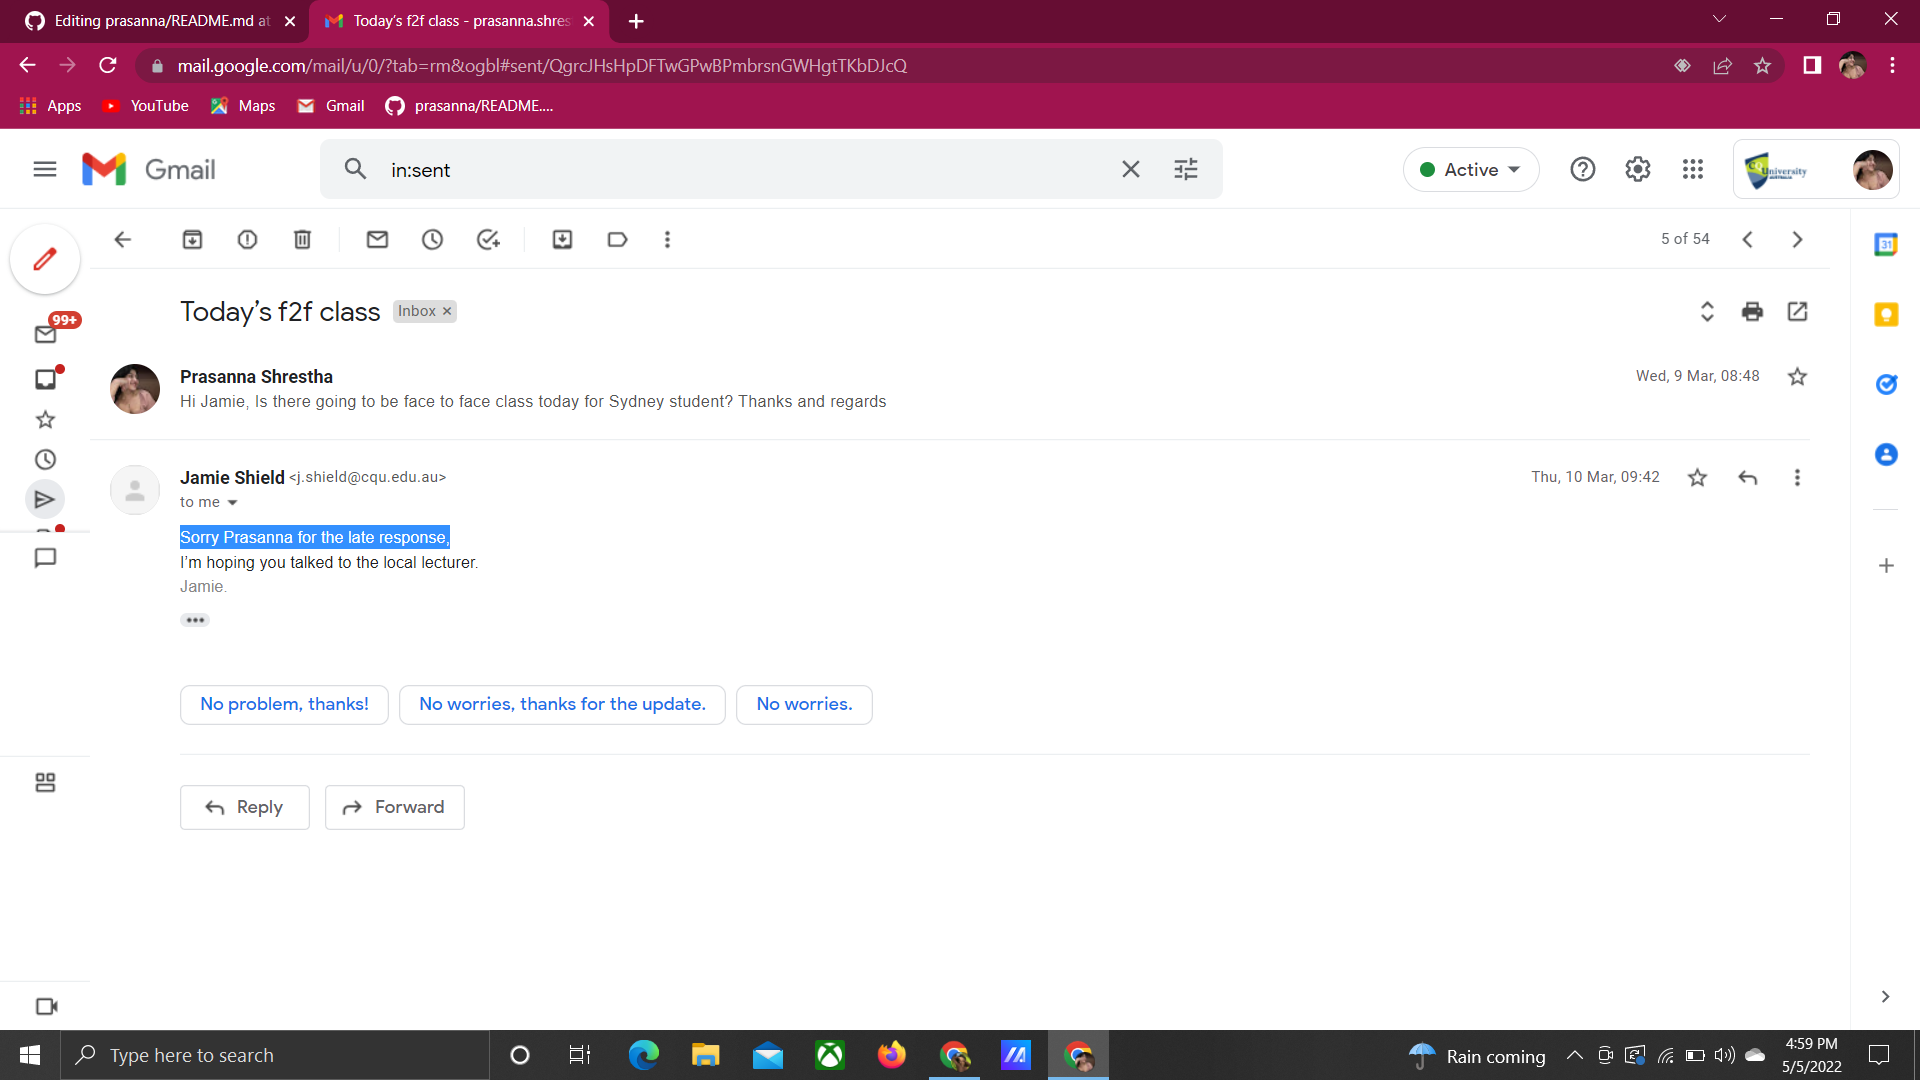 Editing prasanna/README.md at
Today's f2f class - prasanna.shres
mail.google.com/mail/u/0/?tab=rm&ogbl#sent/QgrcJHsHpDFTwGPwBPmbrsnGWHgtTKbDJcQ
Apps YouTube Maps Gmail prasanna/README....
Gmail
in:sent
Active
CQUniversity
5 of 54
31
Today's f2f class Inbox ×
99+
Prasanna Shrestha
Wed, 9 Mar, 08:48
Hi Jamie, Is there going to be face to face class today for Sydney student? Thanks and regards
Jamie Shield <j.shield@cqu.edu.au>
Thu, 10 Mar, 09:42
to me
Sorry Prasanna for the late response,
I'm hoping you talked to the local lecturer.
Jamie.
No problem, thanks! No worries, thanks for the update. No worries.
Reply Forward
Type here to search
Rain coming
4:59 PM
5/5/2022